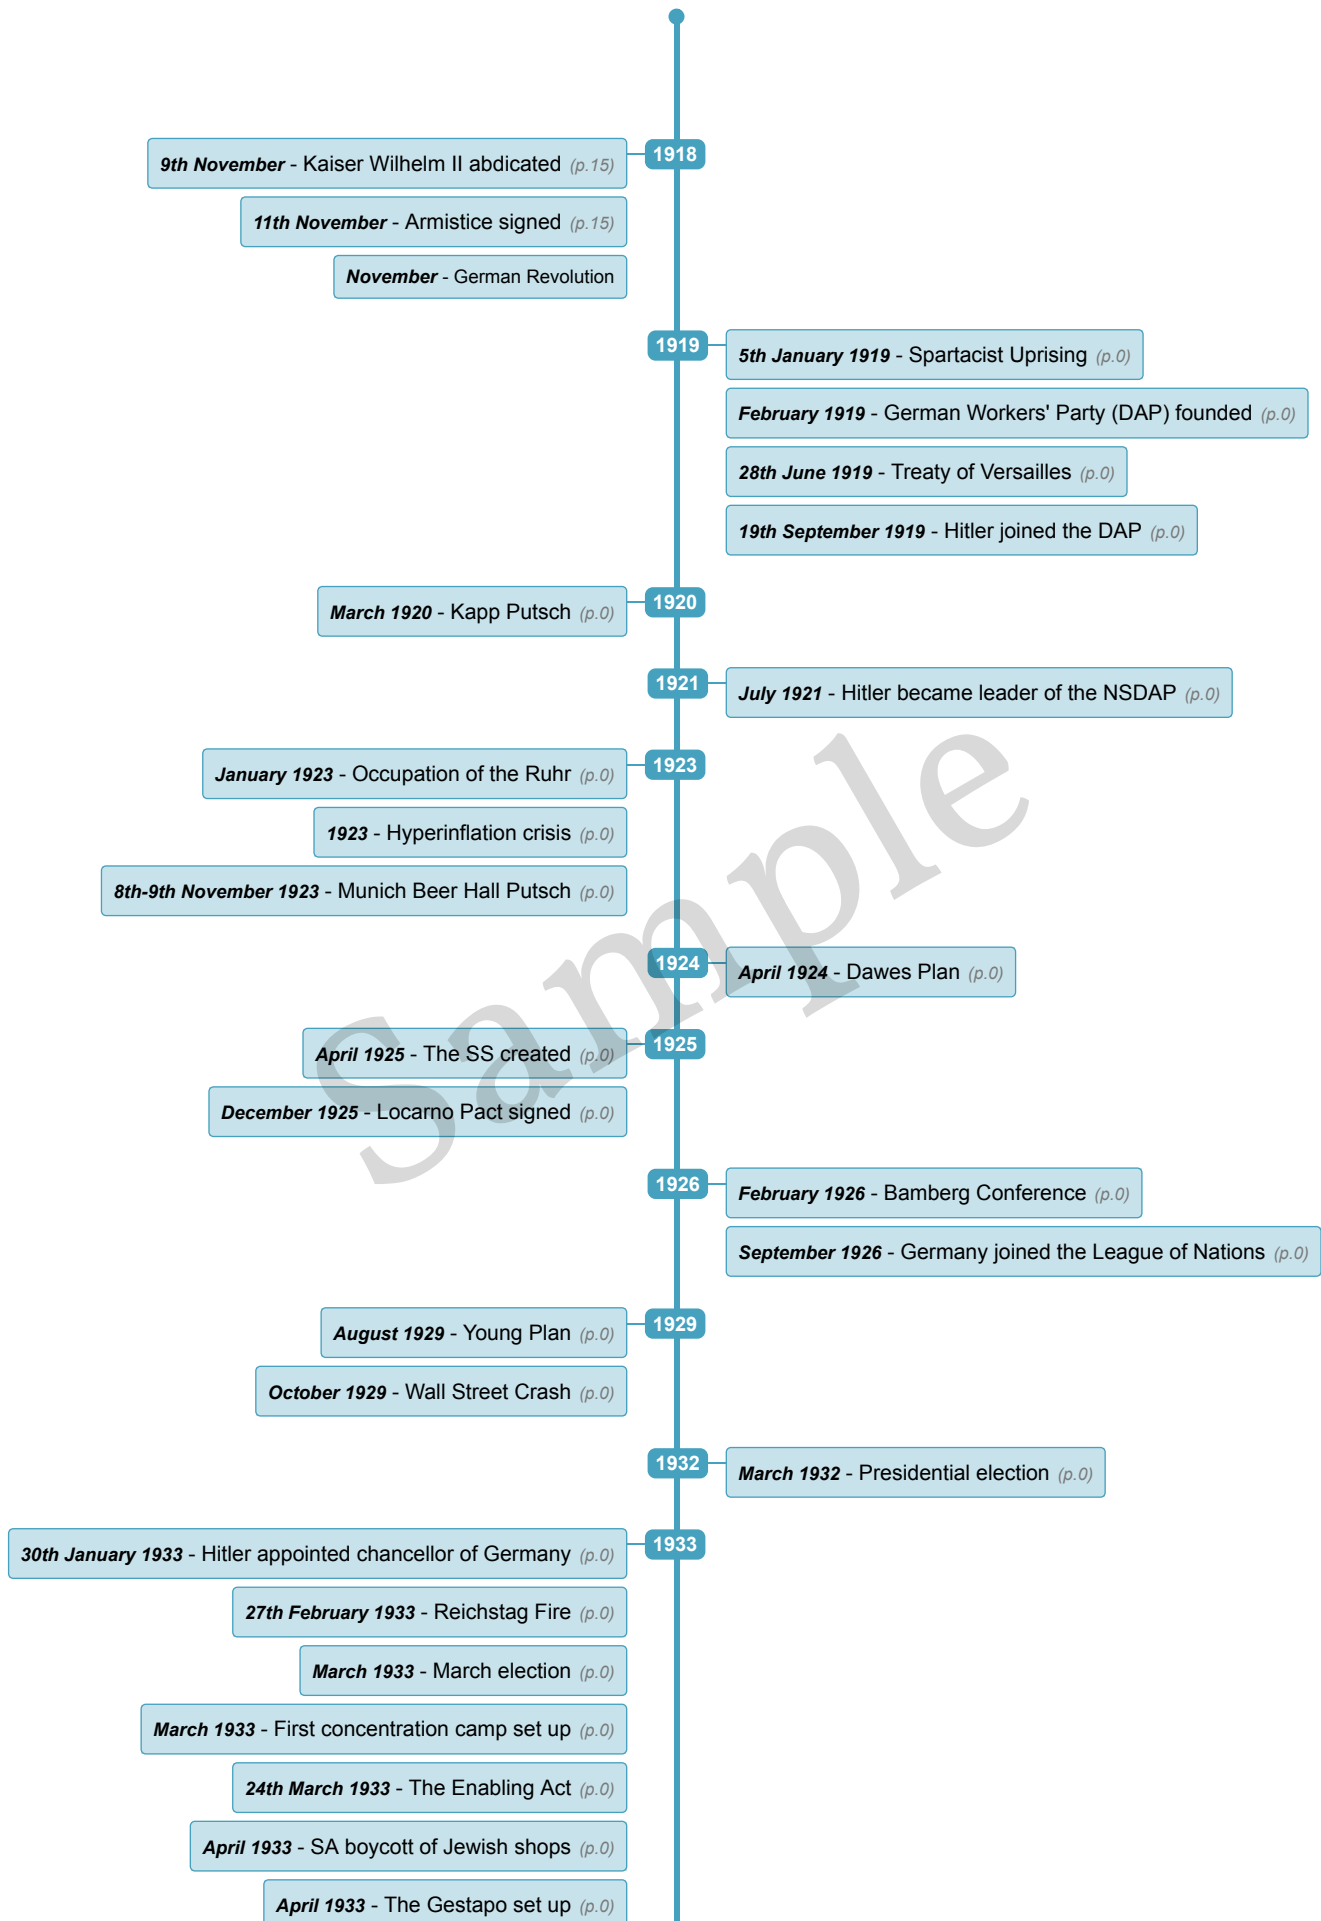 1918
9th November - Kaiser Wilhelm II abdicated (p.15)
11th November - Armistice signed (p.15)
November - German Revolution
1919
5th January 1919 - Spartacist Uprising (p.0)
February 1919 - German Workers' Party (DAP) founded (p.0)
28th June 1919 - Treaty of Versailles (p.0)
19th September 1919 - Hitler joined the DAP (p.0)
1920
March 1920 - Kapp Putsch (p.0)
1921
July 1921 - Hitler became leader of the NSDAP (p.0)
1923
January 1923 - Occupation of the Ruhr (p.0)
1923 - Hyperinflation crisis (p.0)
8th-9th November 1923 - Munich Beer Hall Putsch (p.0)
1924
April 1924 - Dawes Plan (p.0)
1925
April 1925 - The SS created (p.0)
December 1925 - Locarno Pact signed (p.0)
1926
February 1926 - Bamberg Conference (p.0)
September 1926 - Germany joined the League of Nations (p.0)
1929
August 1929 - Young Plan (p.0)
October 1929 - Wall Street Crash (p.0)
1932
March 1932 - Presidential election (p.0)
1933
30th January 1933 - Hitler appointed chancellor of Germany (p.0)
27th February 1933 - Reichstag Fire (p.0)
March 1933 - March election (p.0)
March 1933 - First concentration camp set up (p.0)
24th March 1933 - The Enabling Act (p.0)
April 1933 - SA boycott of Jewish shops (p.0)
April 1933 - The Gestapo set up (p.0)
Sample